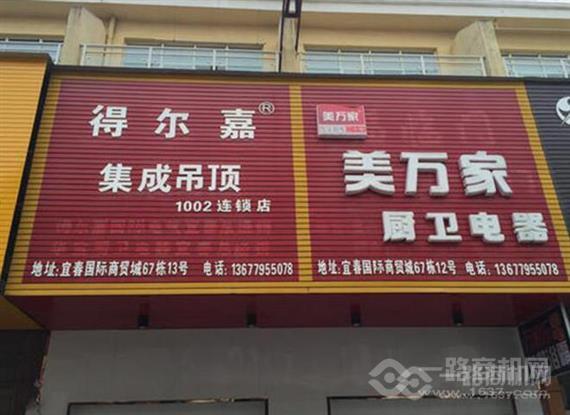 得尔嘉®
集成吊顶
1002连锁店
地址:宜春国际商贸城67栋13号 电话:13677955078
美万家
美万家
厨卫电器
地址:宜春国际商贸城67栋12号 电话:13677955078
一路商机网